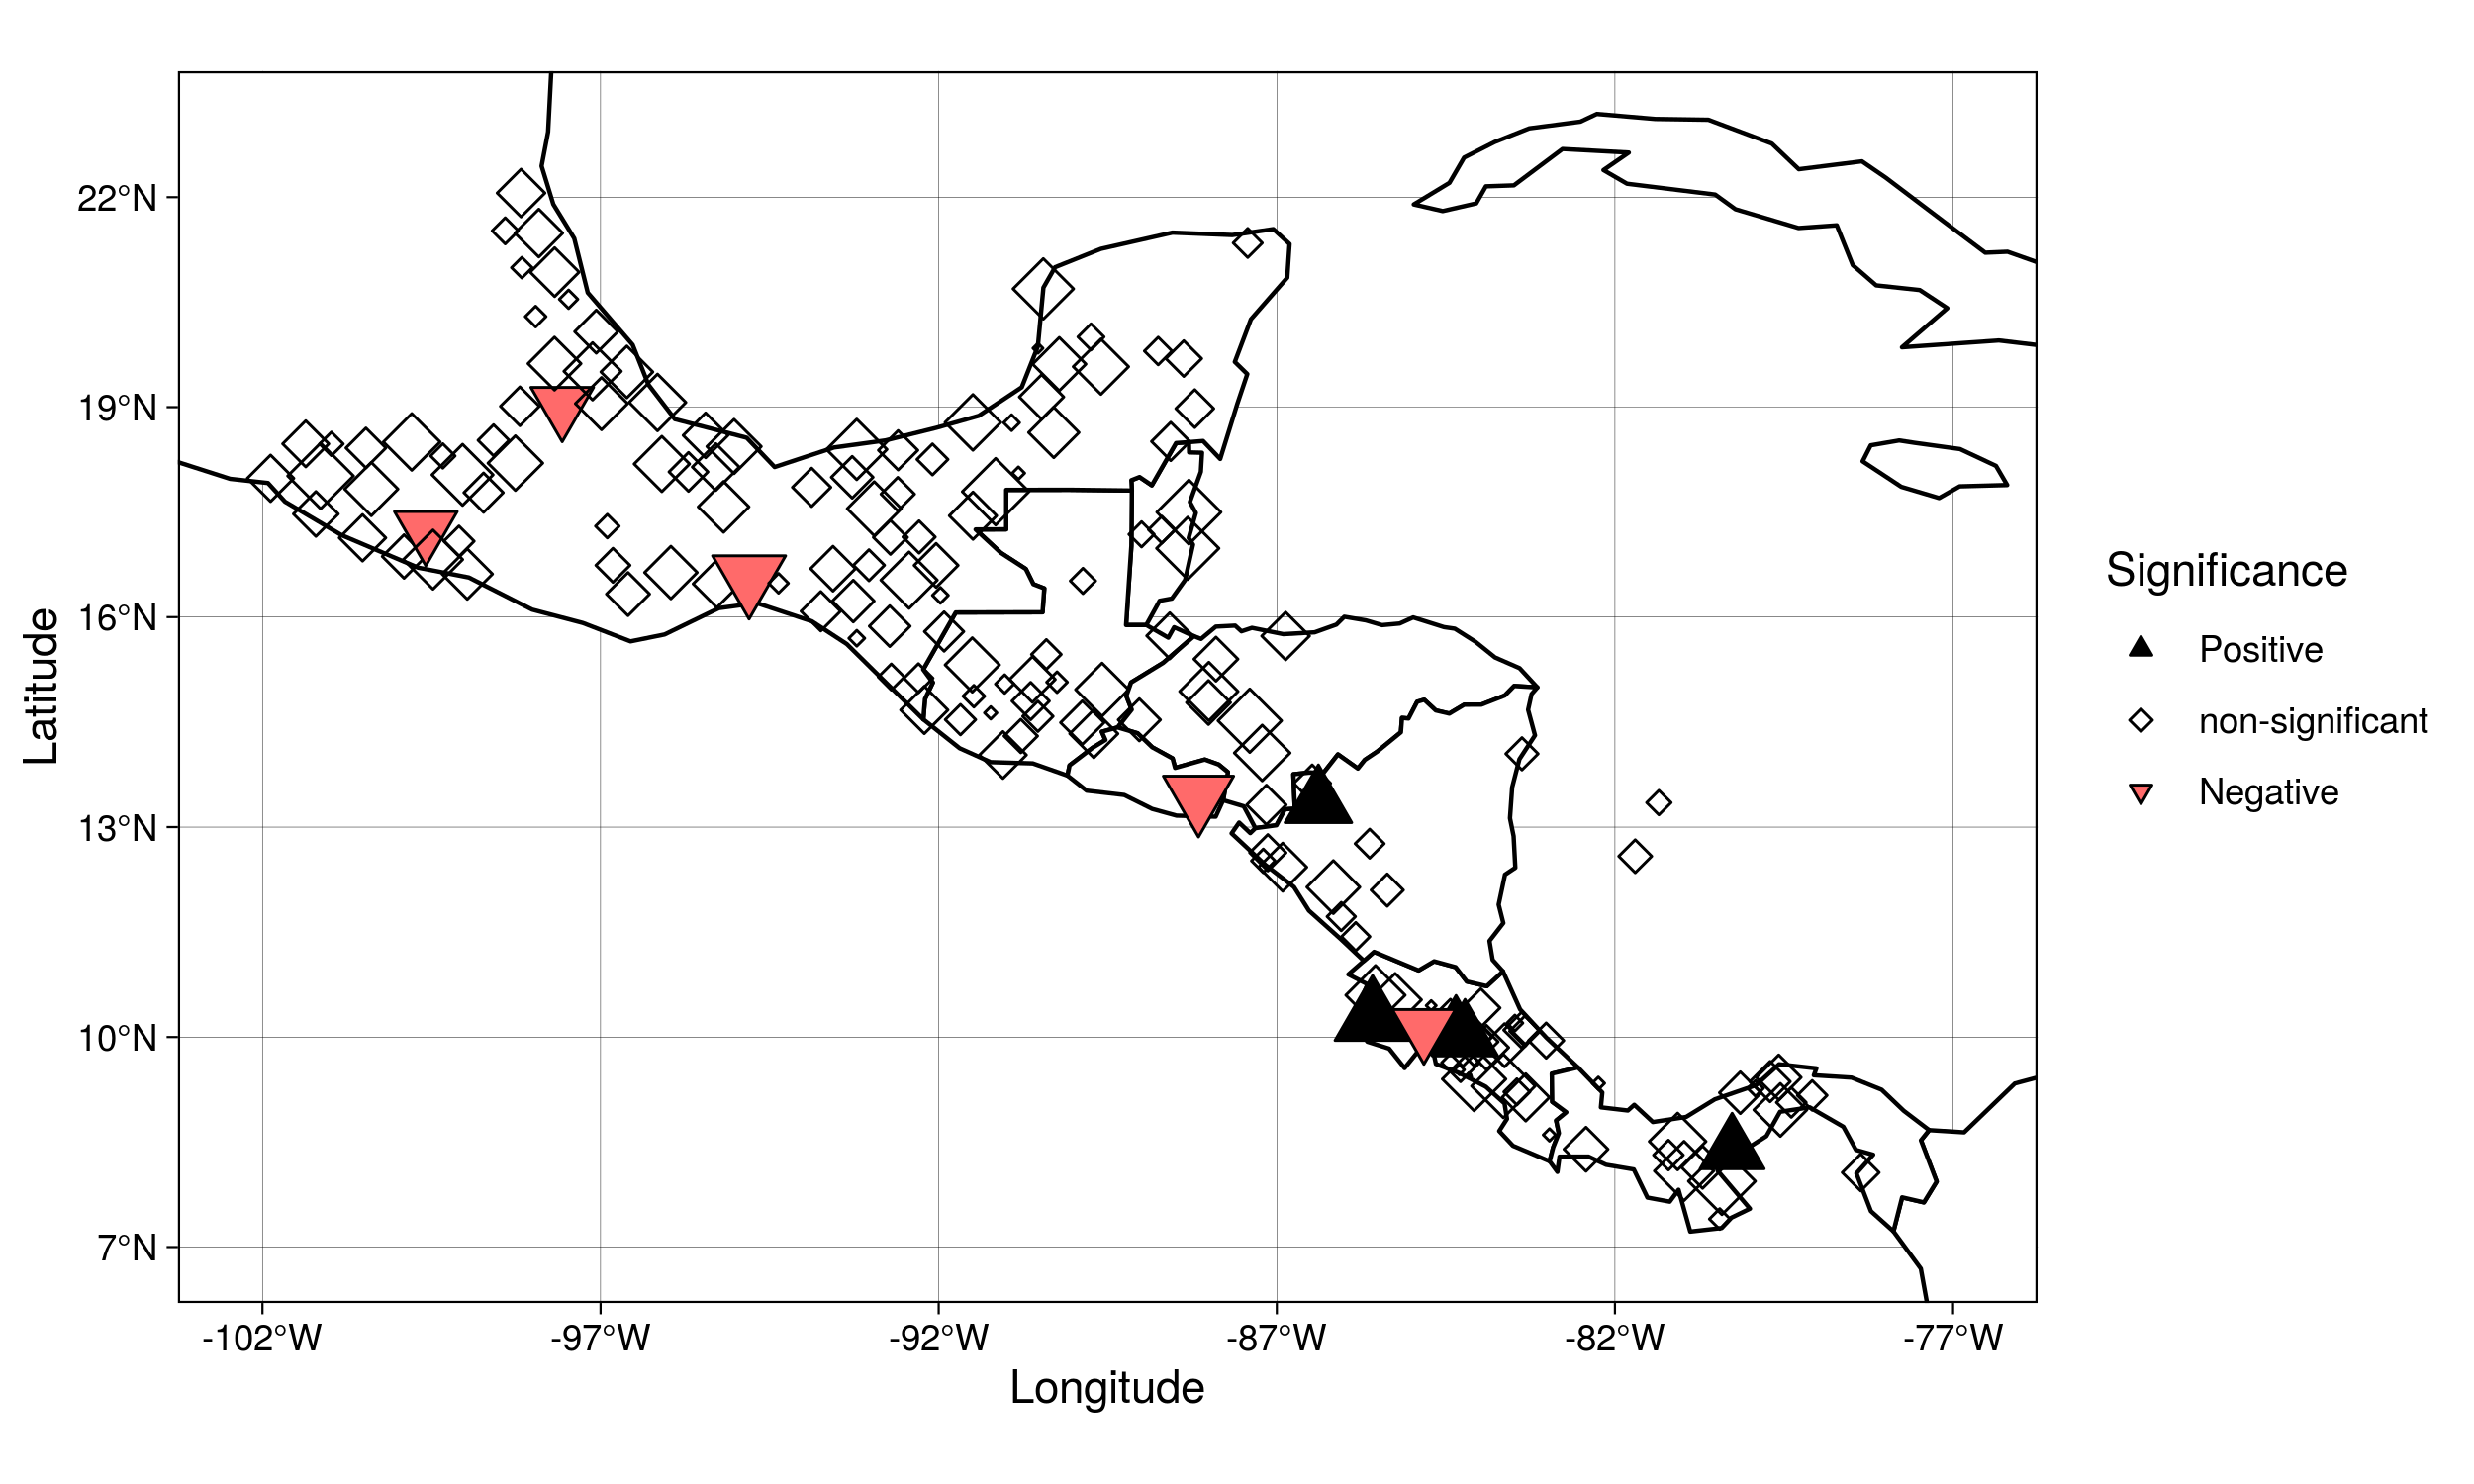 22°N
19°N
16°N
13°N
10°N
7°N
Latitude
-102°W -97°W -92°W -87°W -82°W -77°W
Longitude
Significance
Positive
non-significant
Negative